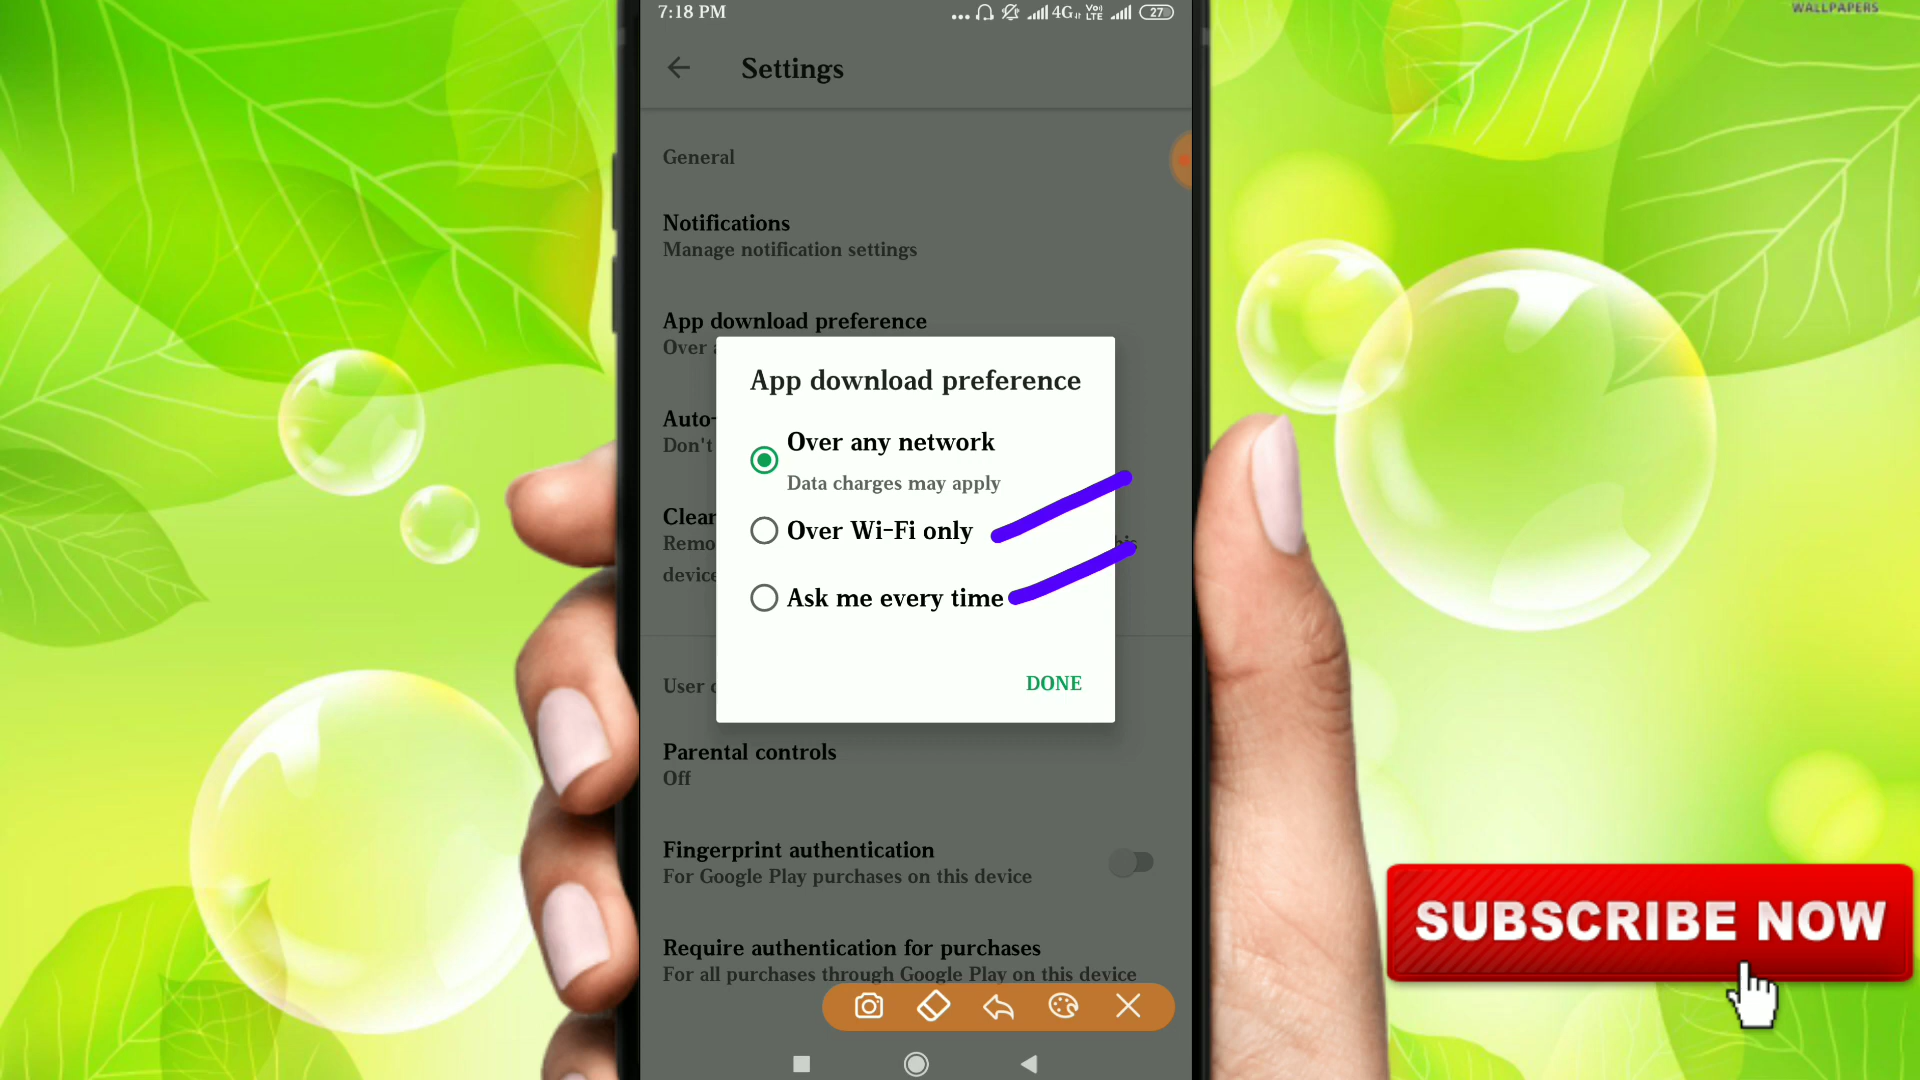 WALLPAPERS
7:18 PM
4G
Vo)
LTE
27
Settings
General
Notifications
Manage notification settings
App download preference
Over
App download preference
Over any network
Data charges may apply
Over Wi-Fi only
Ask me every time
DONE
Auto-
Don't
Clear
Remo
device
User
Parental controls
Off
Fingerprint authentication
For Google Play purchases on this device
Require authentication for purchases
For all purchases through Google Play on this device
SUBSCRIBE NOW